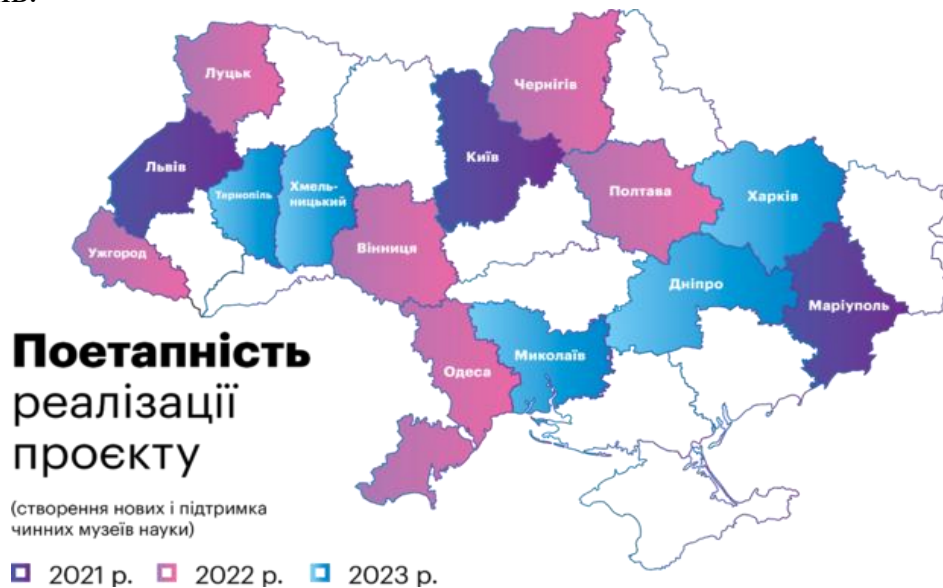 Луцьк
Чернігів
Львів
Київ
Тарнопіль
Хмель-
ницький
Полтава
Харків
Ужгород
Вінниця
Дніпро
Маріуполь
Одеса
Миколаїв
Поетапність
реалізації
проєкту
(створення нових і підтримка
чинних музеїв науки)
2021 р. 2022 р. 2023 р.